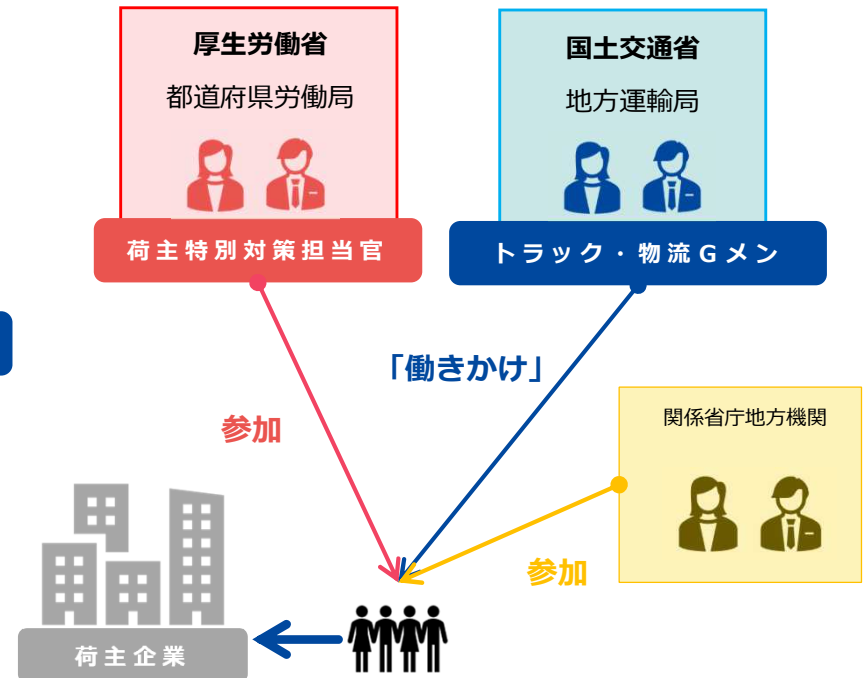 厚生労働省
都道府県労働局
荷主特別対策担当官
国土交通省
地方運輸局
トラック・物流Gメン
「働きかけ」
参加
関係省庁地方機関
参加
荷主企業